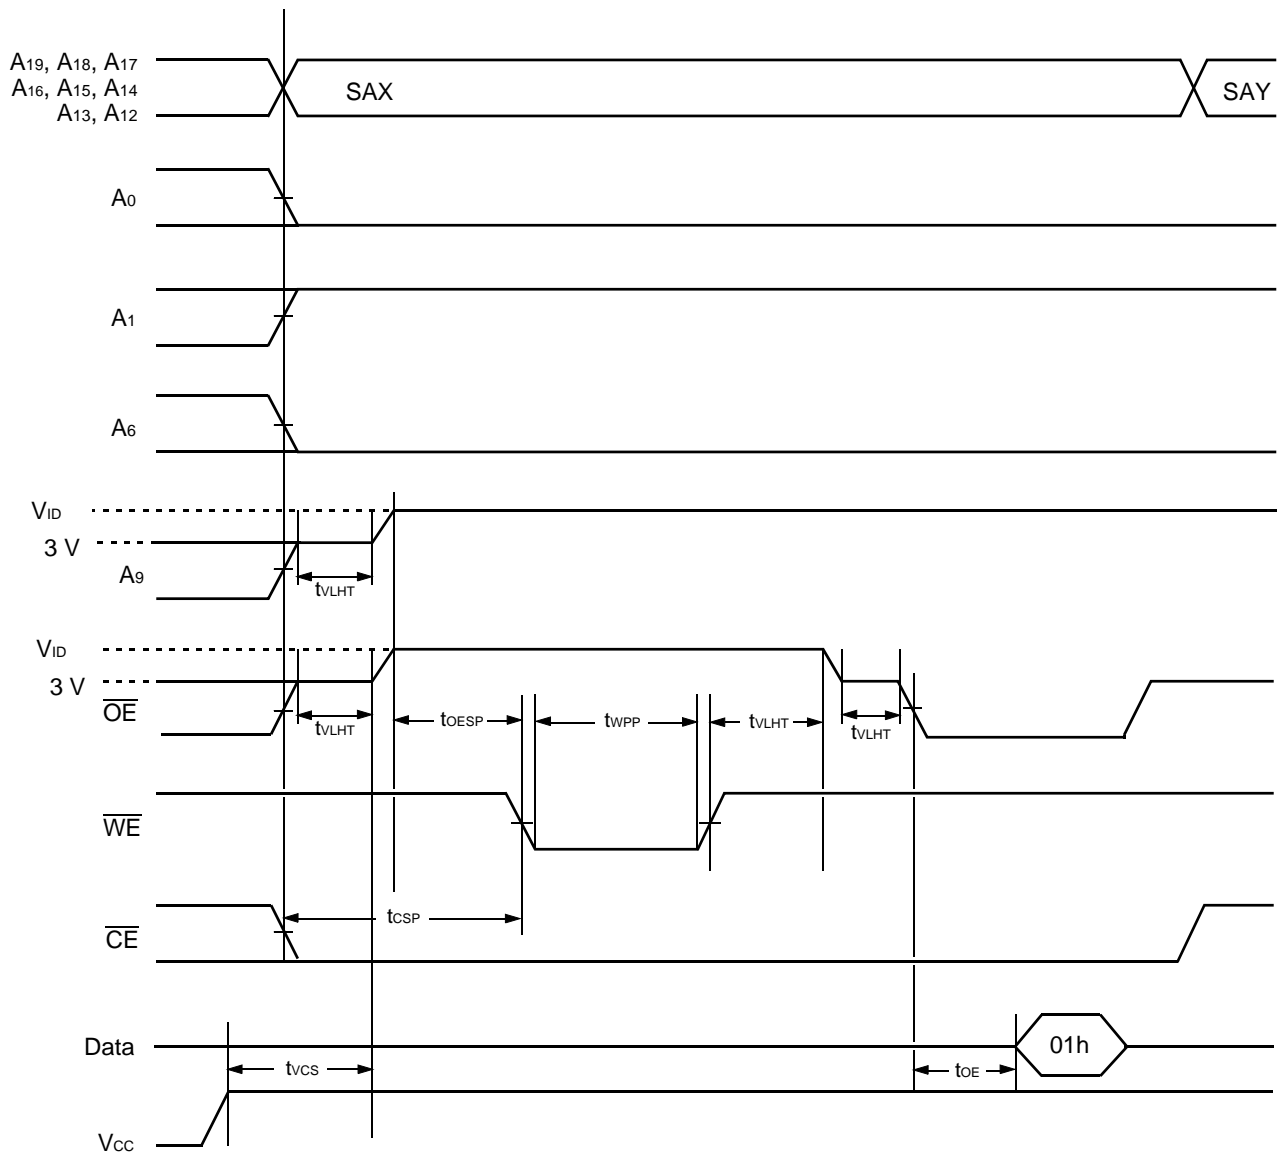 A19, A18, A17
A16, A15, A14
A13, A12
SAX
SAY
A0
A1
A6
VID
3 V
A9
tVLHT
VID
3 V
OE
tVLHT
tOESP
tWPP
tVLHT
tVLHT
WE
tCSP
CE
Data
01h
tVCS
tOE
VCC